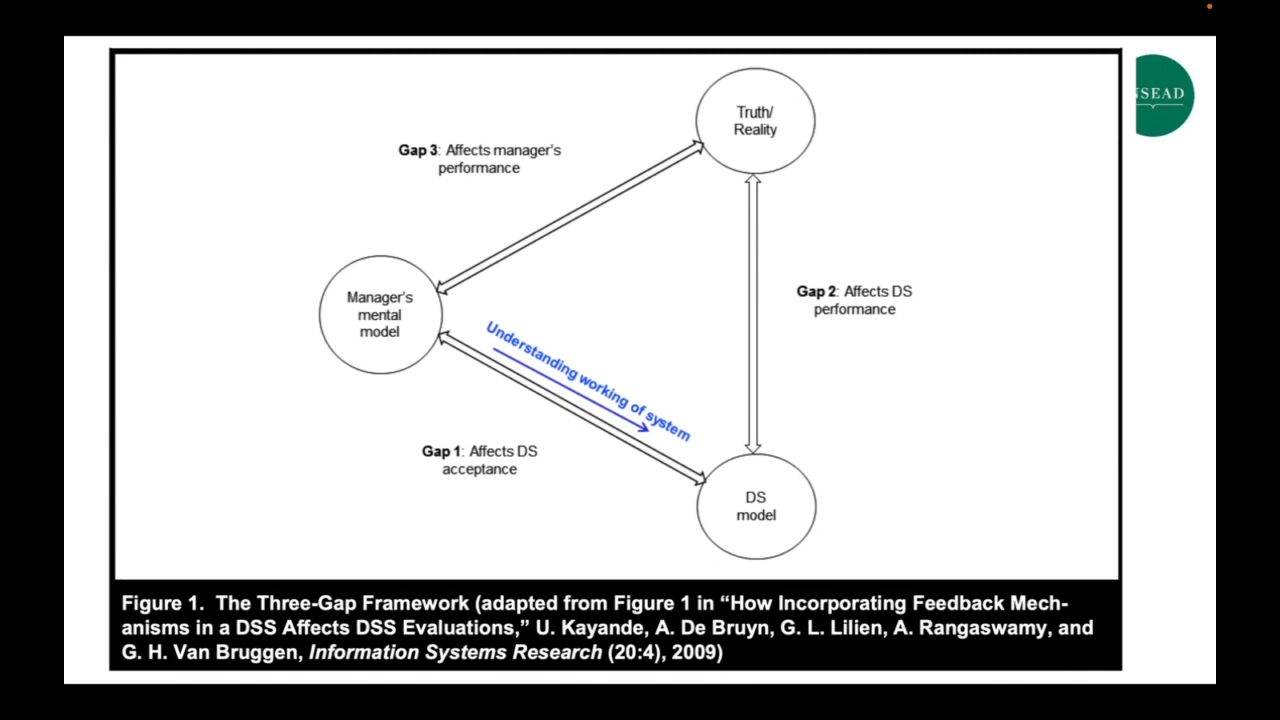 Truth/
Reality
NSEAD
Gap 3: Affects manager's
performance
Manager's
mental
model
Gap 2: Affects DS
performance
Understanding working of system
Gap 1: Affects DS
acceptance
DS
model
Figure 1. The Three-Gap Framework (adapted from Figure 1 in “How Incorporating Feedback Mech-
anisms in a DSS Affects DSS Evaluations,” U. Kayande, A. De Bruyn, G. L. Lilien, A. Rangaswamy, and
G. H. Van Bruggen, Information Systems Research (20:4), 2009)